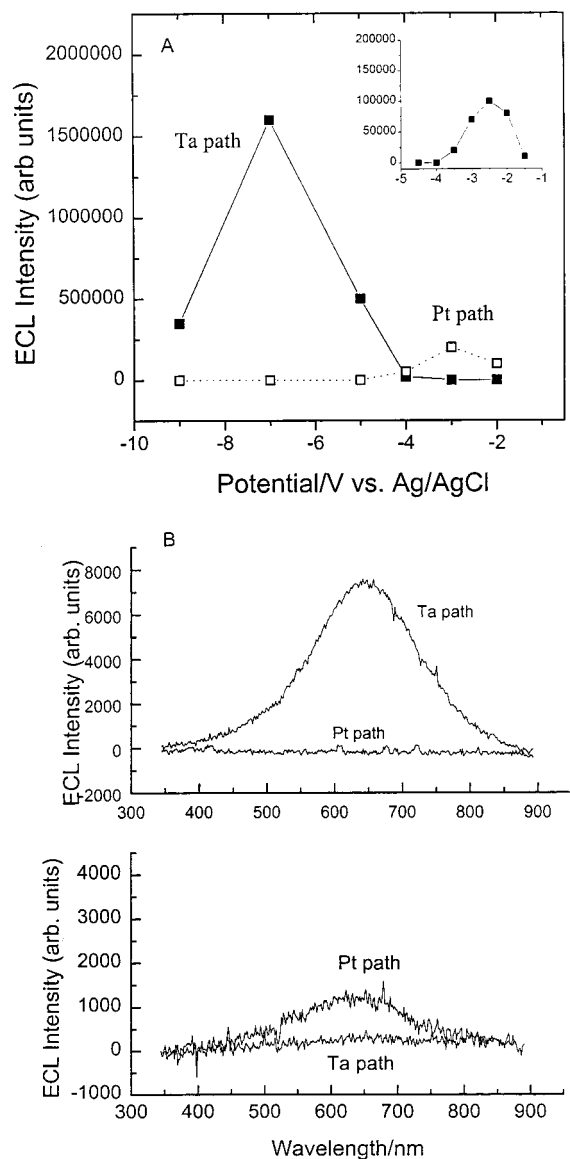 A
2000000
1500000
1000000
500000
0
ECL Intensity (arb units)
Ta path
Pt path
200000
150000
100000
50000
0
-5 -4 -3 -2 -1
-10 -8 -6 -4 -2
Potential/V vs. Ag/AgCl
B
8000
6000
4000
2000
0
-2000
ECL Intensity (arb. units)
Ta path
Pt path
300 400 500 600 700 800 900
4000
3000
2000
1000
0
-1000
ECL Intensity (arb. units)
Pt path
Ta path
300 400 500 600 700 800 900
Wavelength/nm